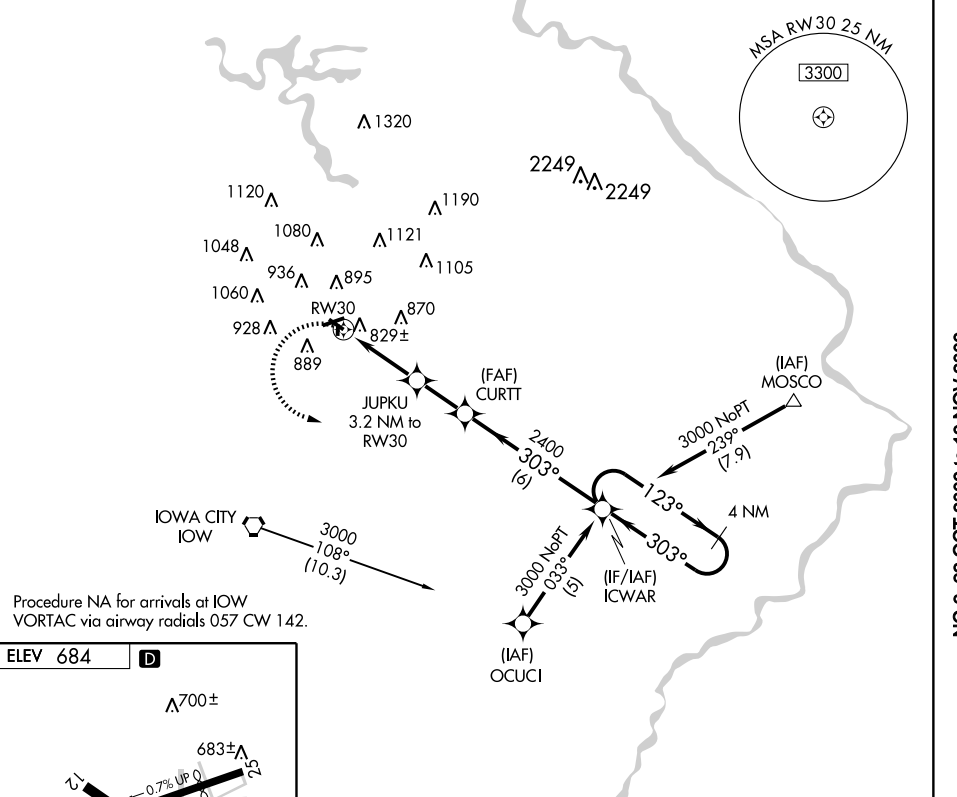 MSA RW30 25 NM
3300
1320
2249
2249
1120
1190
1080
1121
1048
1105
936
895
1060
RW30
870
928
829±
889
(FAF)
CURTT
JUPKU
3.2 NM to
RW30
(IAF)
MOSCO
3000 NoPT
239°
(7.9)
2400
303°
(6)
123°
4 NM
303°
IOWA CITY
IOW
3000
108°
(10.3)
3000 NoPT
033°
(5)
(IF/IAF)
ICWAR
(IAF)
OCUCI
Procedure NA for arrivals at IOW
VORTAC via airway radials 057 CW 142.
ELEV 684
D
700±
683±
25
12
0.7% UP